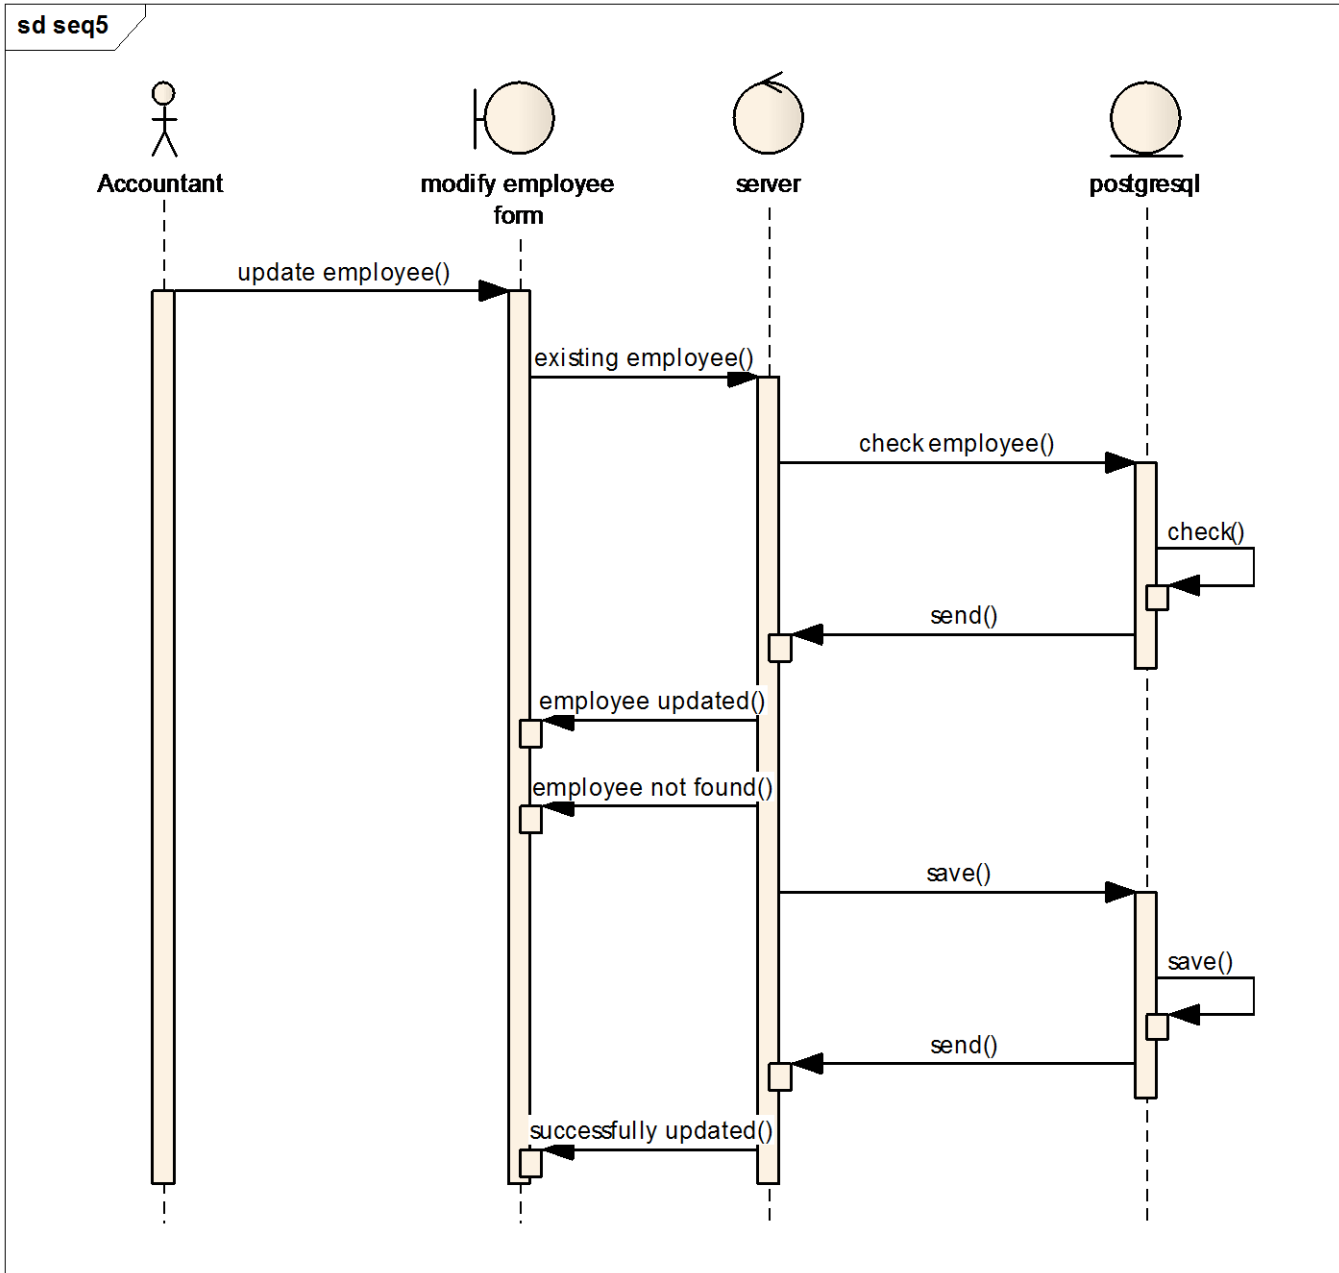 sd seq5
Accountant
modify employee
form
server
postgresql
update employee()
existing employee()
check employee()
check()
send()
employee updated()
employee not found()
save()
save()
send()
successfully updated()